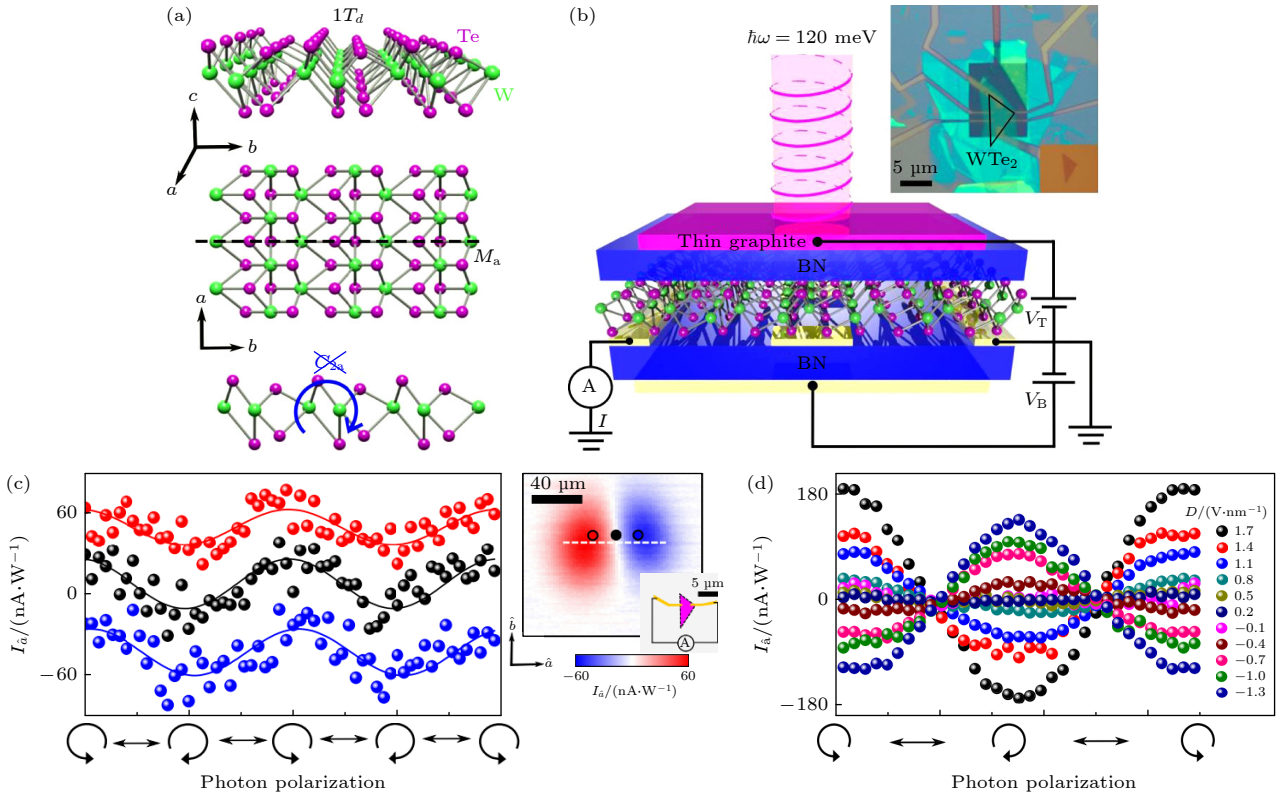 (a)
1T_d
Te
W
c
b
a
M_a
a
b
C_2a
(b)
ħω = 120 meV
WTe₂
5 μm
Thin graphite
BN
V_T
BN
V_B
A
I
(c)
I_â/(nA·W⁻¹)
60
0
−60
Photon polarization
40 μm
5 μm
A
b̂
â
−60
60
I_â/(nA·W⁻¹)
(d)
I_â/(nA·W⁻¹)
180
0
−180
D/(V·nm⁻¹)
1.7
1.4
1.1
0.8
0.5
0.2
−0.1
−0.4
−0.7
−1.0
−1.3
Photon polarization